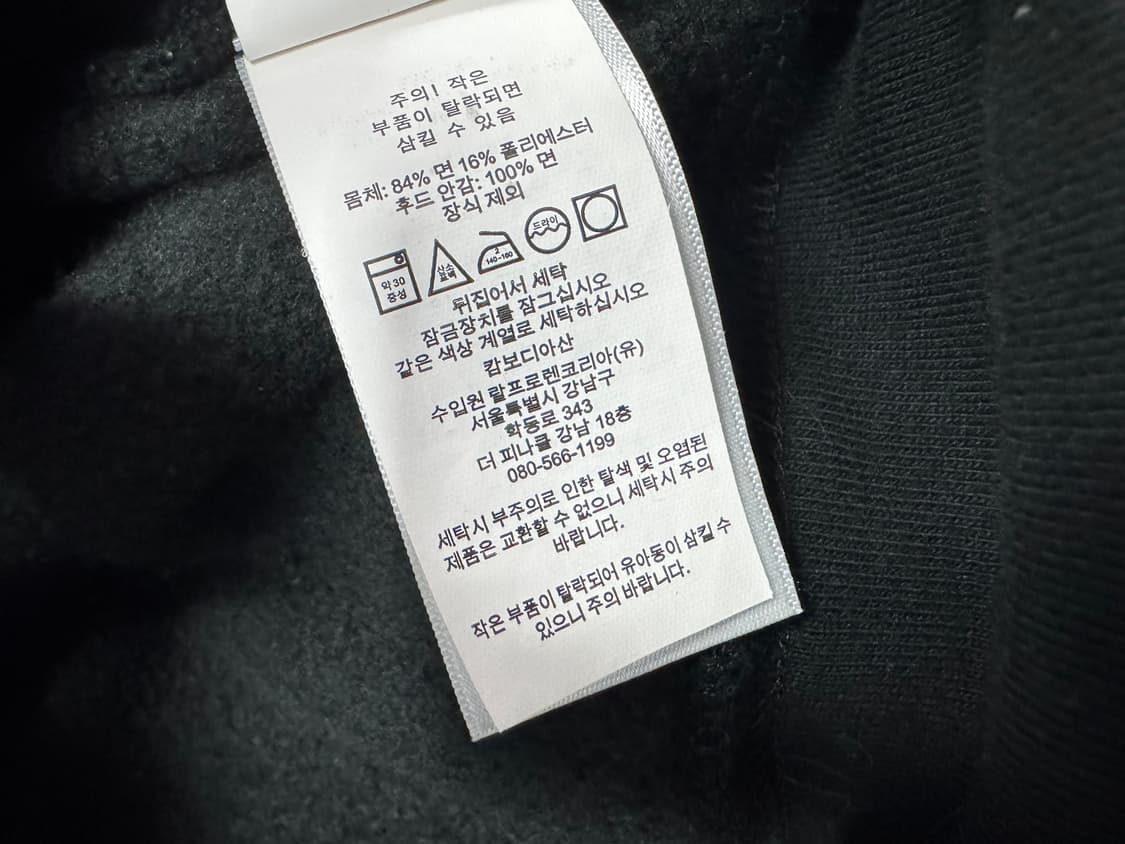 주의! 작은
부품이 탈락되면
삼킬 수 있음
몸체: 84% 면 16% 폴리에스터
후드 안감: 100% 면
장식 제외
약 30
중성
산소
표백
2
140-160
드라이
뒤집어서 세탁
잠금장치를 잠그십시오
같은 색상 계열로 세탁하십시오
캄보디아산
수입원 랄프로렌코리아(유)
서울특별시 강남구
학동로 343
더 피나클 강남 18층
080-566-1199
세탁시 부주의로 인한 탈색 및 오염된
제품은 교환할 수 없으니 세탁시 주의
바랍니다.
작은 부품이 탈락되어 유아동이 삼킬 수
있으니 주의 바랍니다.